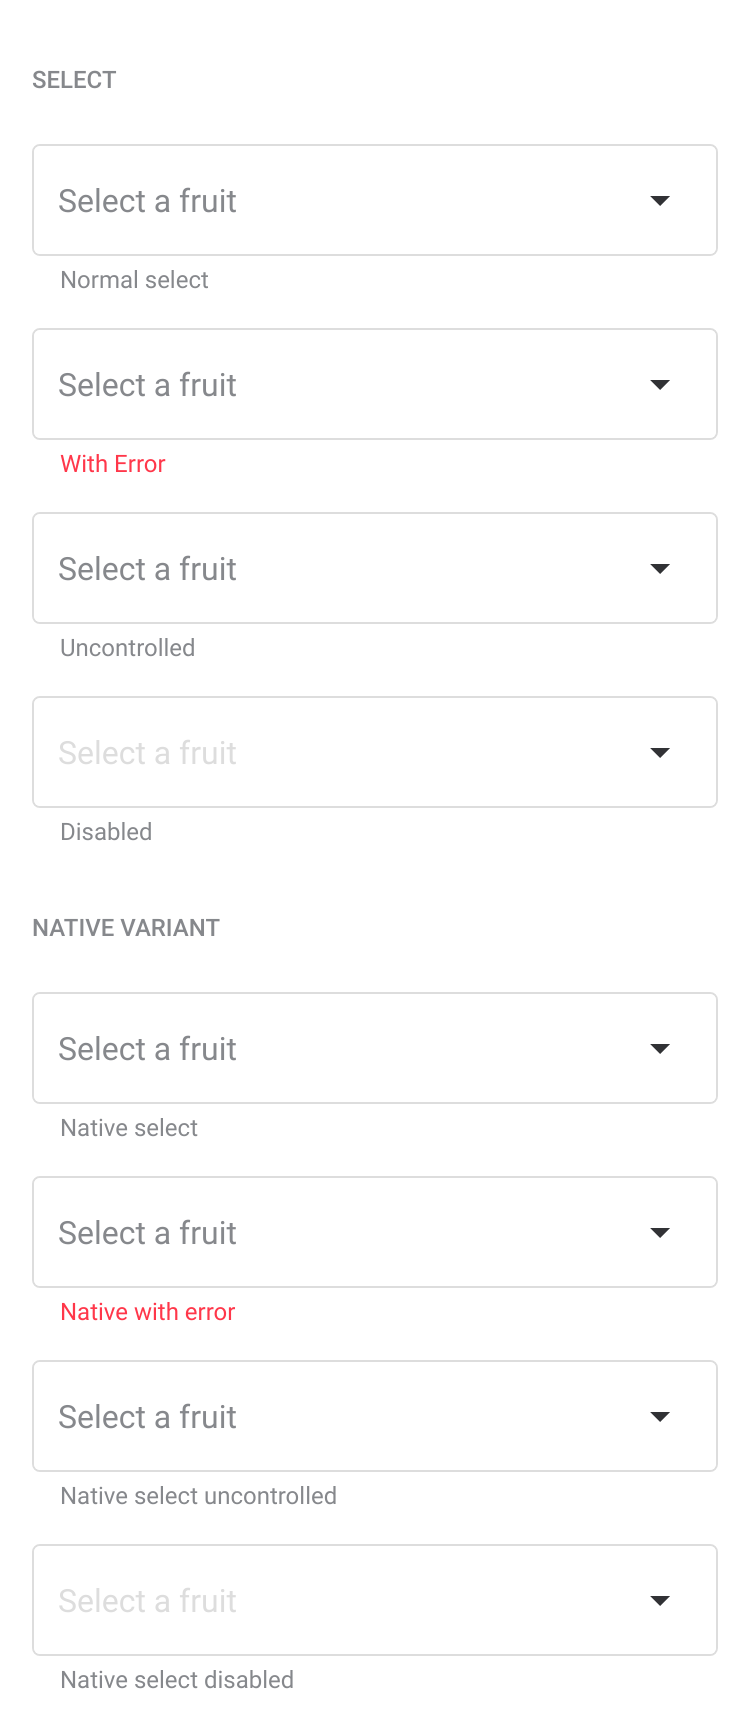 SELECT
Select a fruit
Normal select
Select a fruit
With Error
Select a fruit
Uncontrolled
Select a fruit
Disabled
NATIVE VARIANT
Select a fruit
Native select
Select a fruit
Native with error
Select a fruit
Native select uncontrolled
Select a fruit
Native select disabled